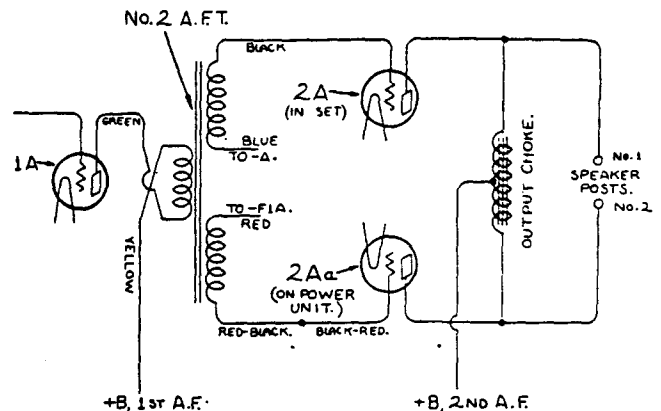 No. 2 A.F.T.
BLACK
GREEN
2A
(IN SET)
1A
BLUE
TO -A.
No.1
SPEAKER
POSTS.
No.2
OUTPUT CHOKE.
TO -F1A.
RED
YELLOW
2Aa
(ON POWER
UNIT.)
RED-BLACK.
BLACK-RED.
+B, 1ST A.F.
+B, 2ND A.F.